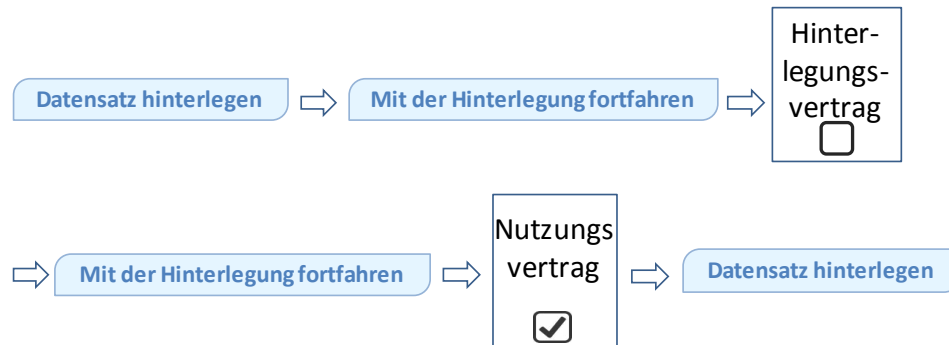 Datensatz hinterlegen
Mit der Hinterlegung fortfahren
Hinter-
legungs-
vertrag
Mit der Hinterlegung fortfahren
Nutzungs
vertrag
Datensatz hinterlegen